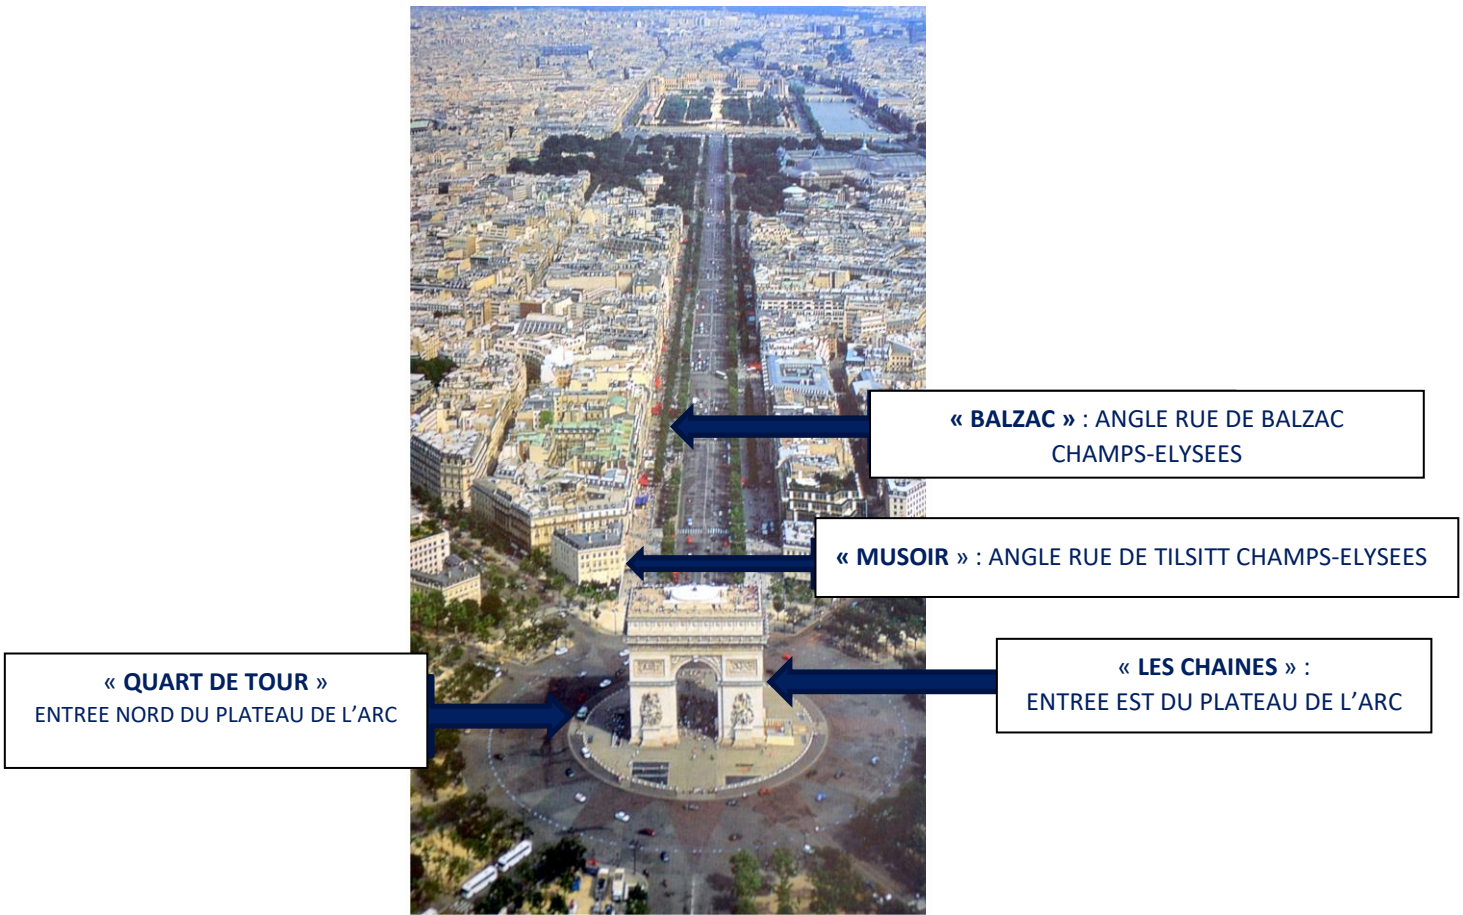 « BALZAC » : ANGLE RUE DE BALZAC
CHAMPS-ELYSEES
« MUSOIR » : ANGLE RUE DE TILSITT CHAMPS-ELYSEES
« QUART DE TOUR »
ENTREE NORD DU PLATEAU DE L’ARC
« LES CHAINES » :
ENTREE EST DU PLATEAU DE L’ARC